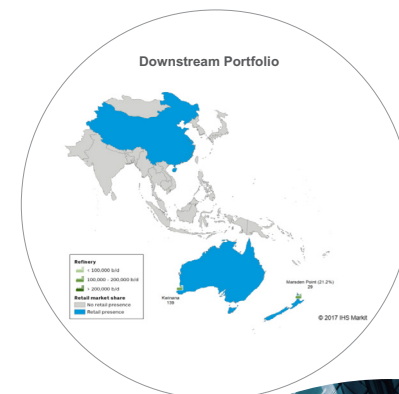 Downstream Portfolio
Refinery
< 100,000 b/d
100,000 - 200,000 b/d
> 200,000 b/d
Retail market share
No retail presence
Retail presence
Kwinana
139
Marsden Point (21.2%)
29
© 2017 IHS Markit